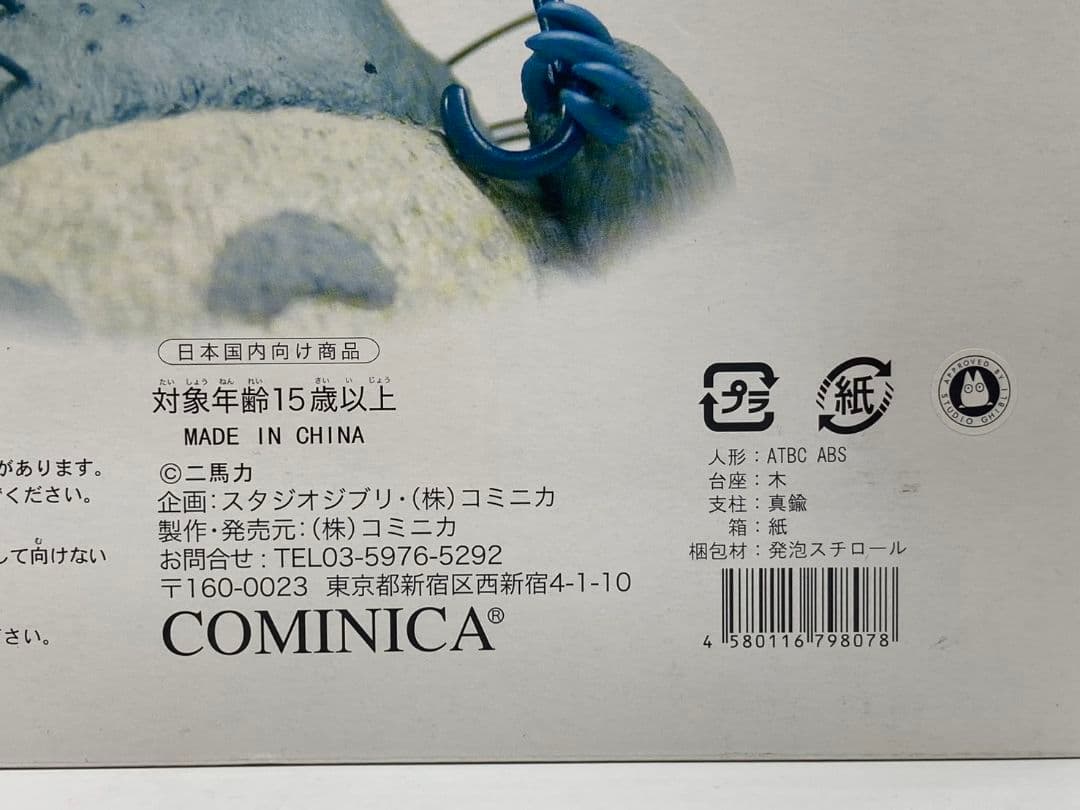 日本国内向け商品
たいしょうねんれい さいいじょう
対象年齢15歳以上
MADE IN CHINA
があります。
ください。
む
して向けない
さい。
©二馬力
企画:スタジオジブリ・(株)コミニカ
製作・発売元:(株)コミニカ
お問合せ:TEL03-5976-5292
〒160-0023 東京都新宿区西新宿4-1-10
COMINICA®
プラ
紙
APPROVED BY
STUDIO GHIBLI
人形:ATBC ABS
台座:木
支柱:真鍮
箱:紙
梱包材:発泡スチロール
4 580116 798078